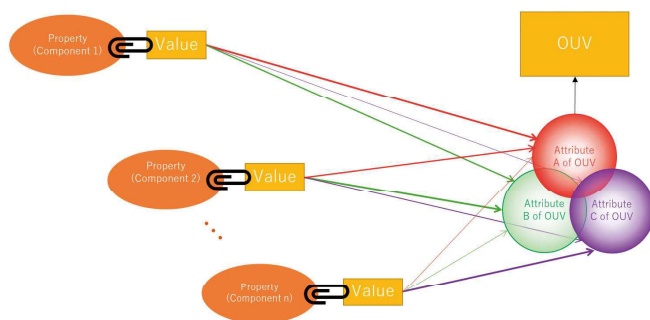 Property
(Component 1)
Value
OUV
Attribute
A of OUV
Property
(Component 2)
Value
Attribute
B of OUV
Attribute
C of OUV
Property
(Component n)
Value